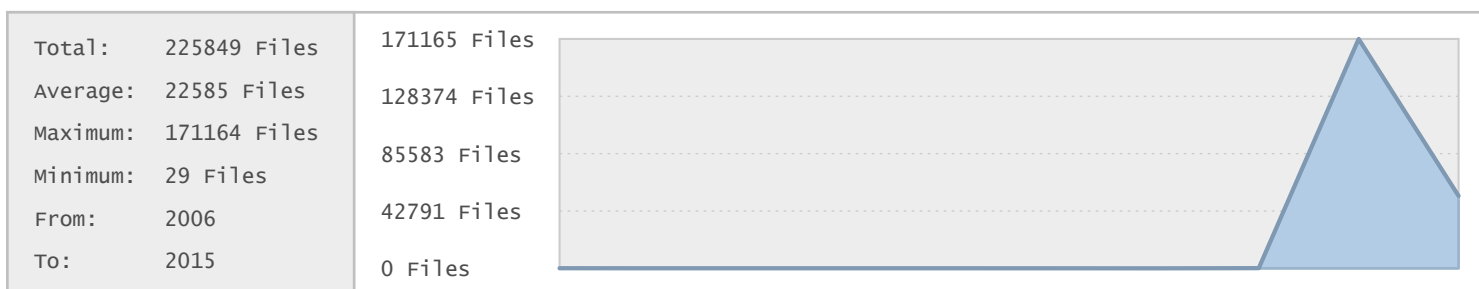 Total: 225849 Files
Average: 22585 Files
Maximum: 171164 Files
Minimum: 29 Files
From: 2006
To: 2015
171165 Files
128374 Files
85583 Files
42791 Files
0 Files